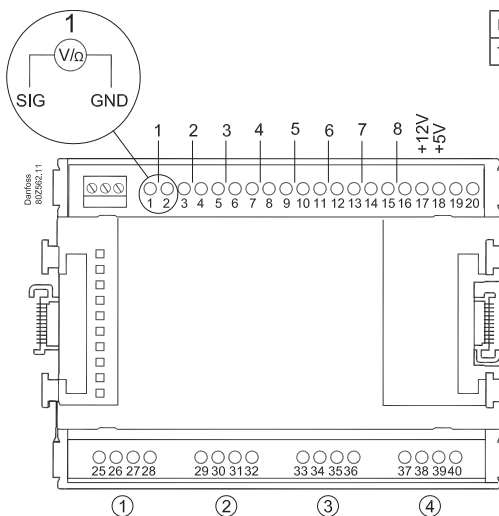 1
V/Ω
SIG GND
1 2 3 4 5 6 7 8 +12V +5V
Danfoss
80Z562.11
1 2 3 4 5 6 7 8 9 10 11 12 13 14 15 16 17 18 19 20
25 26 27 28 29 30 31 32 33 34 35 36 37 38 39 40
① ② ③ ④